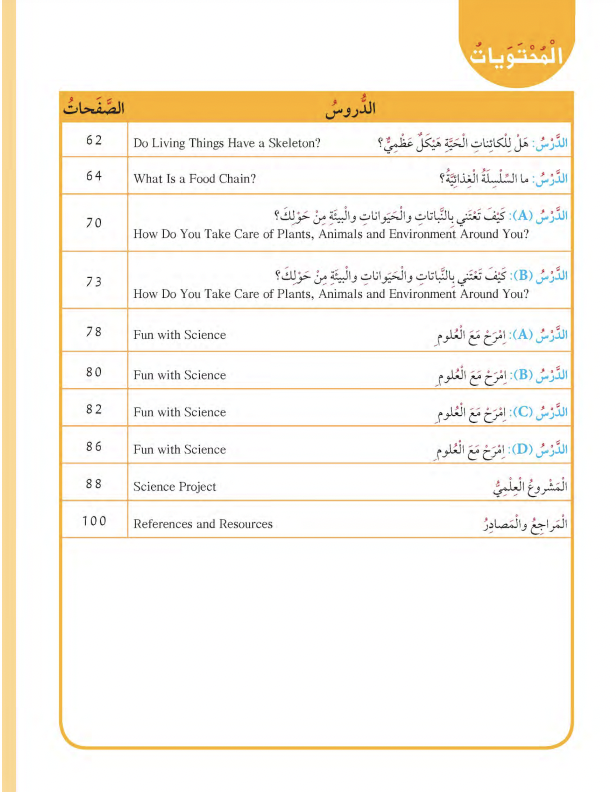 الْمُحْتَوَيات
الصَّفَحاتُ الدُّروسُ
62 Do Living Things Have a Skeleton? الدَّرْسُ: هَلْ لِلْكائِناتِ الْحَيَّةِ هَيْكَلٌ عَظْمِيٌّ؟
64 What Is a Food Chain? الدَّرْسُ: ما السِّلْسِلَةُ الْغِذائِيَّةُ؟
الدَّرْسُ (A): كَيْفَ تَعْتَني بِالنَّباتاتِ والْحَيَواناتِ والْبيئَةِ مِنْ حَوْلِكَ؟
70 How Do You Take Care of Plants, Animals and Environment Around You?
الدَّرْسُ (B): كَيْفَ تَعْتَني بِالنَّباتاتِ والْحَيَواناتِ والْبيئَةِ مِنْ حَوْلِكَ؟
73 How Do You Take Care of Plants, Animals and Environment Around You?
78 Fun with Science الدَّرْسُ (A): اِمْرَحْ مَعَ الْعُلومِ
80 Fun with Science الدَّرْسُ (B): اِمْرَحْ مَعَ الْعُلومِ
82 Fun with Science الدَّرْسُ (C): اِمْرَحْ مَعَ الْعُلومِ
86 Fun with Science الدَّرْسُ (D): اِمْرَحْ مَعَ الْعُلومِ
88 Science Project الْمَشْروعُ الْعِلْمِيُّ
100 References and Resources الْمَراجِعُ والْمَصادِرُ